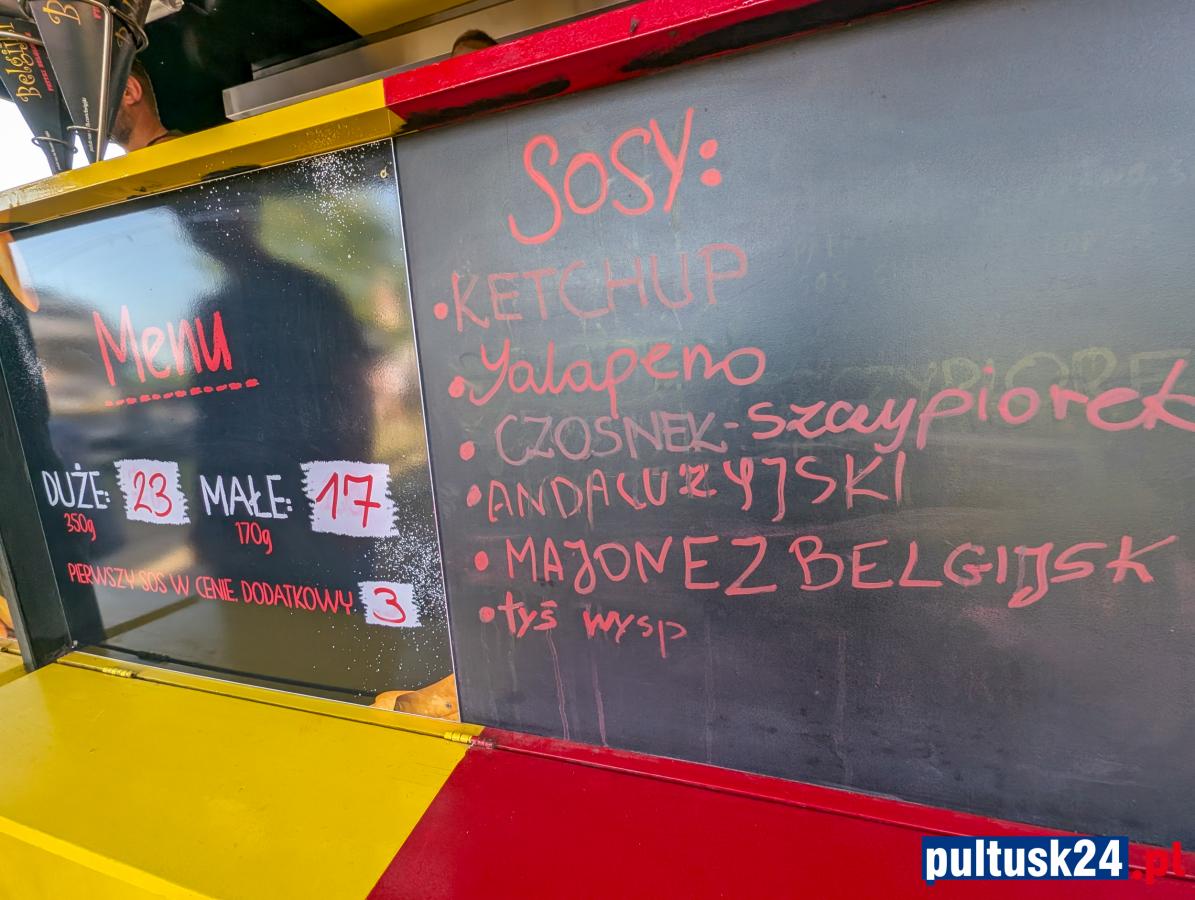 Belgij
Menu
DUŻE: 23 MAŁE: 17
350g 170g
PIERWSZY SOS W CENIE. DODATKOWY 3
SOSY:
• KETCHUP
• Yalapeno
• CZOSNEK-szczypiorek
• ANDALUZYJSKI
• MAJONEZ BELGIJSK
• tyś wysp
pultusk24.pl